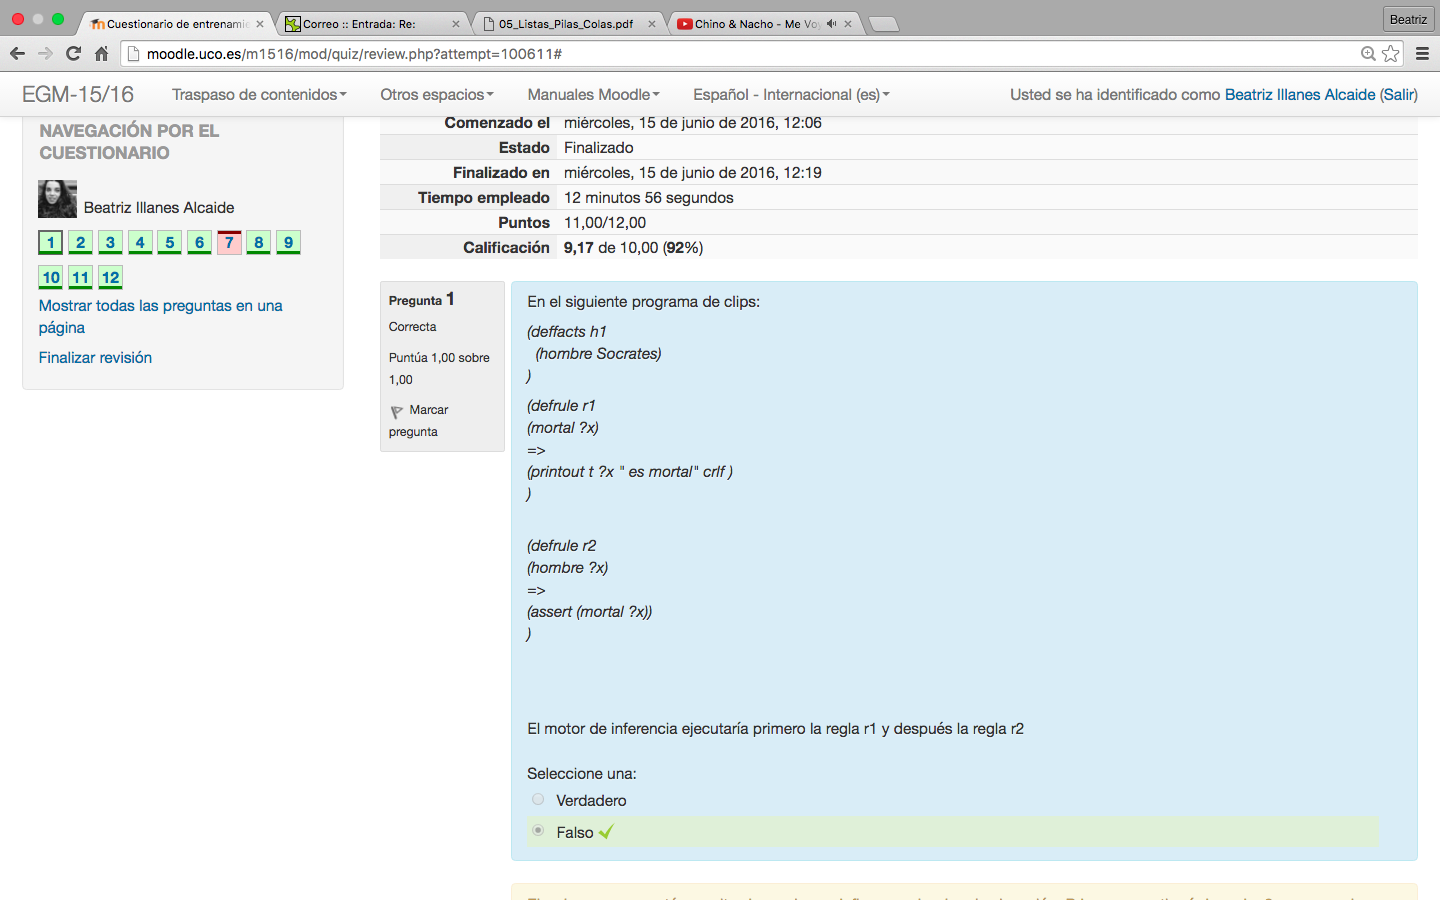 Cuestionario de entrenami
Correo :: Entrada: Re:
05_Listas_Pilas_Colas.pdf
Chino & Nacho - Me Voy
Beatriz
moodle.uco.es/m1516/mod/quiz/review.php?attempt=100611#
EGM-15/16
Traspaso de contenidos
Otros espacios
Manuales Moodle
Español - Internacional (es)
Usted se ha identificado como Beatriz Illanes Alcaide (Salir)
NAVEGACIÓN POR EL
CUESTIONARIO
Beatriz Illanes Alcaide
1 2 3 4 5 6 7 8 9
10 11 12
Mostrar todas las preguntas en una
página
Finalizar revisión
Comenzado el miércoles, 15 de junio de 2016, 12:06
Estado Finalizado
Finalizado en miércoles, 15 de junio de 2016, 12:19
Tiempo empleado 12 minutos 56 segundos
Puntos 11,00/12,00
Calificación 9,17 de 10,00 (92%)
Pregunta 1
Correcta
Puntúa 1,00 sobre
1,00
Marcar
pregunta
En el siguiente programa de clips:
(deffacts h1
(hombre Socrates)
)
(defrule r1
(mortal ?x)
=>
(printout t ?x " es mortal" crlf )
)
(defrule r2
(hombre ?x)
=>
(assert (mortal ?x))
)
El motor de inferencia ejecutaría primero la regla r1 y después la regla r2
Seleccione una:
Verdadero
Falso